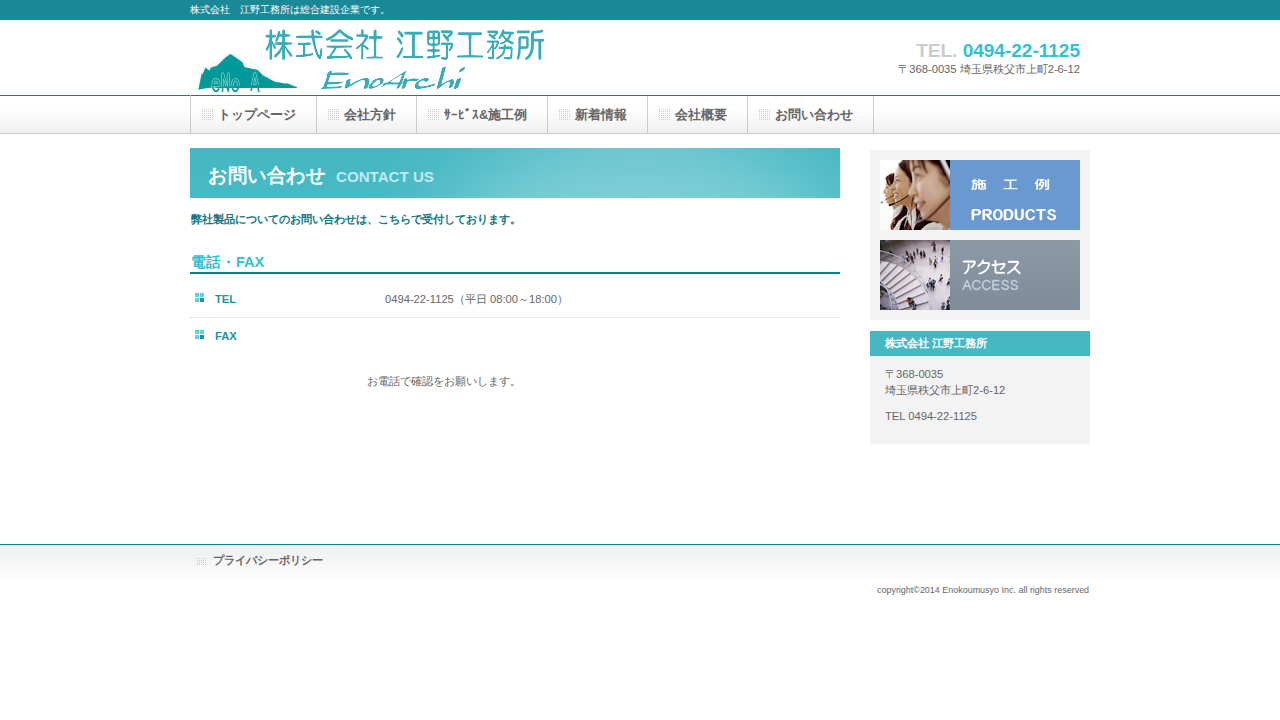 株式会社　江野工務所は総合建設企業です。
株式会社 江野工務所
eNo A
EnoArchi
TEL. 0494-22-1125
〒368-0035 埼玉県秩父市上町2-6-12
トップページ
会社方針
ｻｰﾋﾞｽ&施工例
新着情報
会社概要
お問い合わせ
お問い合わせ CONTACT US
弊社製品についてのお問い合わせは、こちらで受付しております。
電話・FAX
TEL 0494-22-1125（平日 08:00～18:00）
FAX
お電話で確認をお願いします。
施 工 例
PRODUCTS
アクセス
ACCESS
株式会社 江野工務所
〒368-0035
埼玉県秩父市上町2-6-12
TEL 0494-22-1125
プライバシーポリシー
copyright©2014 Enokoumusyo Inc. all rights reserved